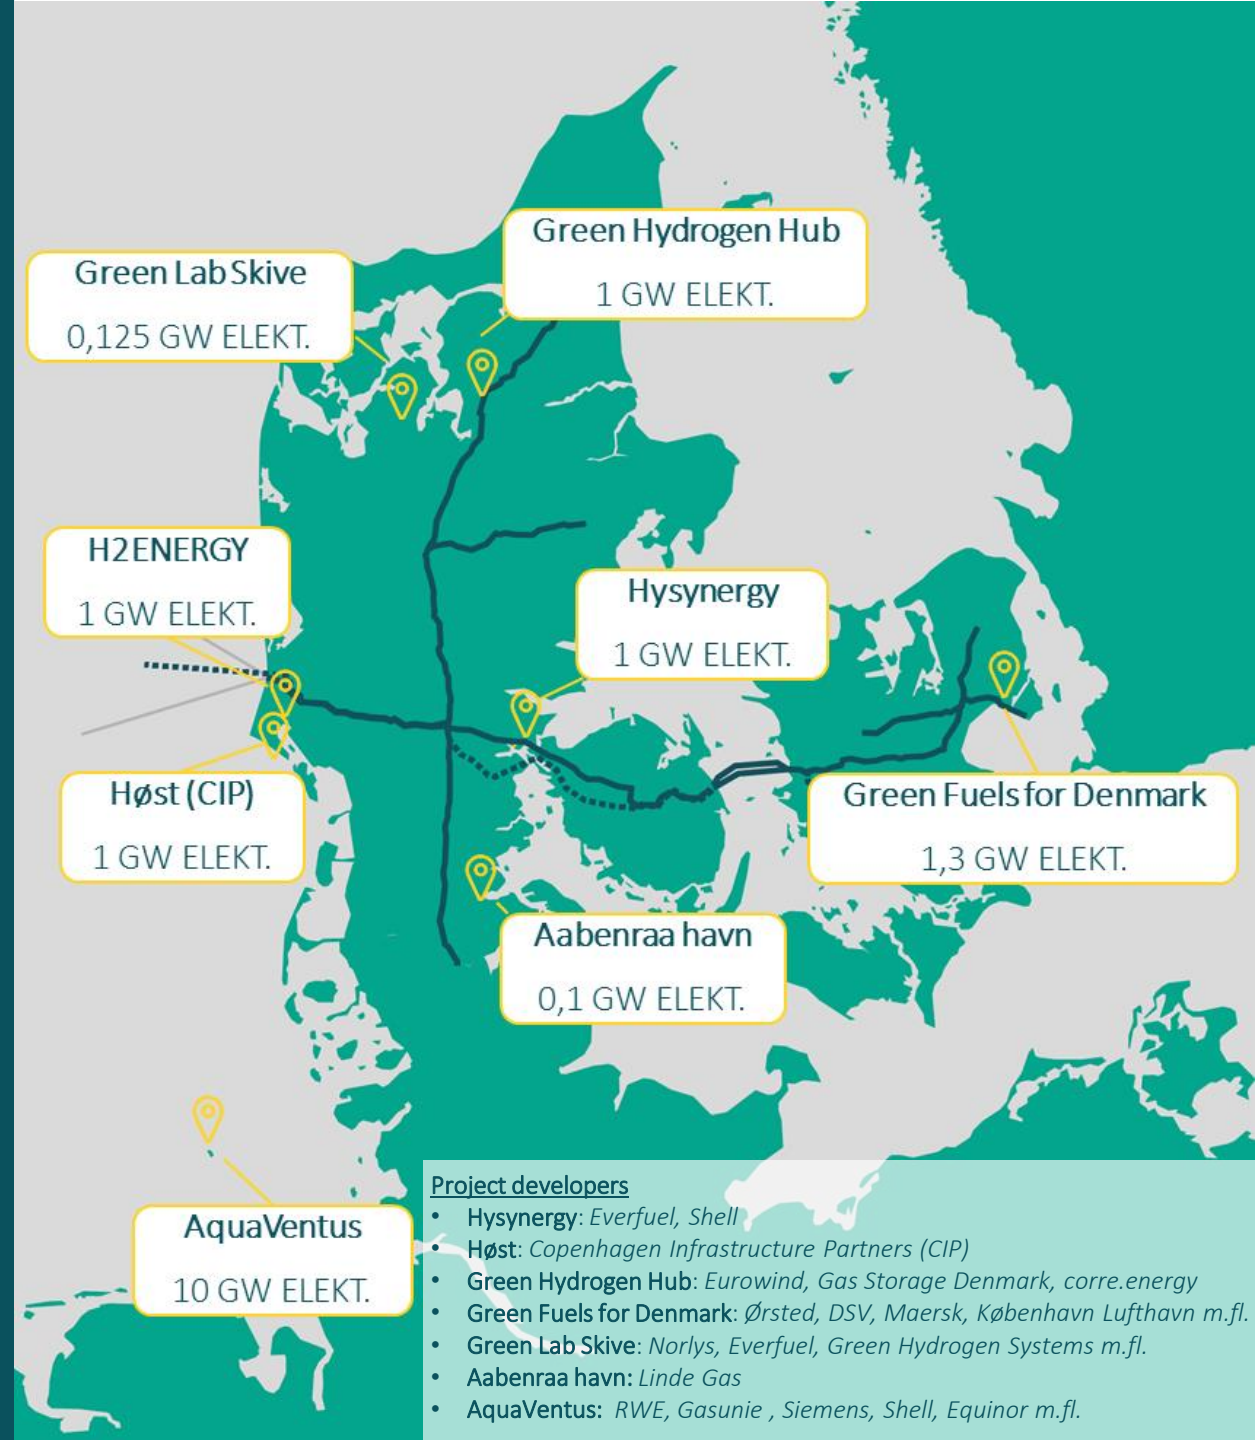 Green Hydrogen Hub
1 GW ELEKT.
Green Lab Skive
0,125 GW ELEKT.
H2ENERGY
1 GW ELEKT.
Hysynergy
1 GW ELEKT.
Høst (CIP)
1 GW ELEKT.
Green Fuels for Denmark
1,3 GW ELEKT.
Aabenraa havn
0,1 GW ELEKT.
AquaVentus
10 GW ELEKT.
Project developers
• Hysynergy: Everfuel, Shell
• Høst: Copenhagen Infrastructure Partners (CIP)
• Green Hydrogen Hub: Eurowind, Gas Storage Denmark, corre.energy
• Green Fuels for Denmark: Ørsted, DSV, Maersk, København Lufthavn m.fl.
• Green Lab Skive: Norlys, Everfuel, Green Hydrogen Systems m.fl.
• Aabenraa havn: Linde Gas
• AquaVentus: RWE, Gasunie , Siemens, Shell, Equinor m.fl.